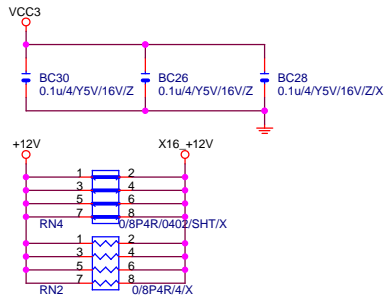 VCC3
BC30
0.1u/4/Y5V/16V/Z
BC26
0.1u/4/Y5V/16V/Z
BC28
0.1u/4/Y5V/16V/Z/X
+12V
X16_+12V
1 2
3 4
5 6
7 8
RN4 0/8P4R/0402/SHT/X
1 2
3 4
5 6
7 8
RN2 0/8P4R/4/X